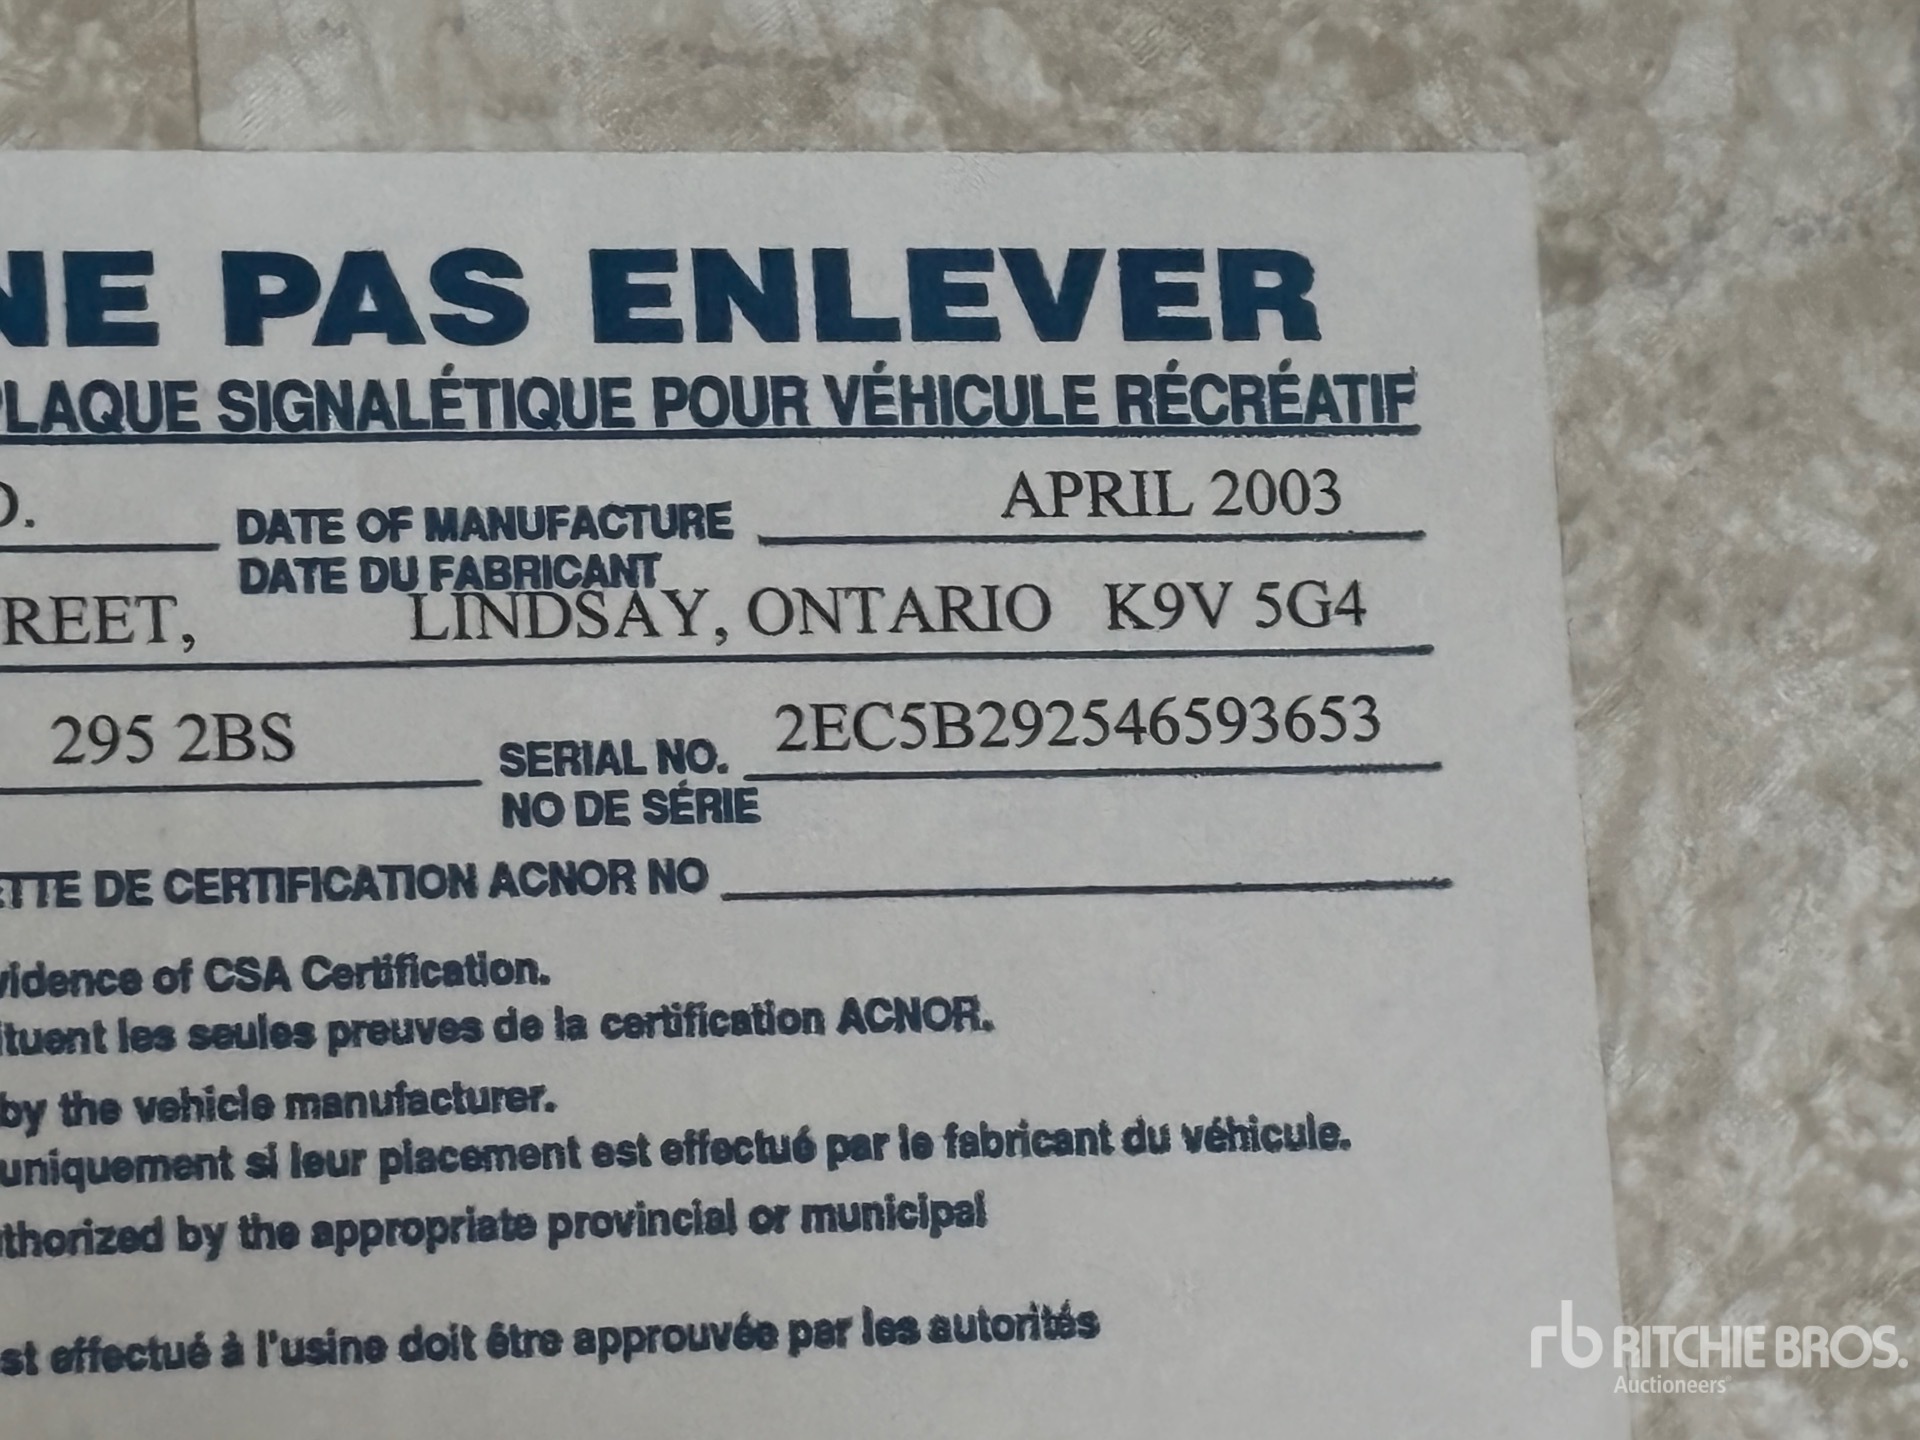 NE PAS ENLEVER
PLAQUE SIGNALÉTIQUE POUR VÉHICULE RÉCRÉATIF
D. DATE OF MANUFACTURE APRIL 2003
DATE DU FABRICANT
REET, LINDSAY, ONTARIO K9V 5G4
295 2BS SERIAL NO. 2EC5B292546593653
NO DE SÉRIE
ETTE DE CERTIFICATION ACNOR NO
vidence of CSA Certification.
ituent les seules preuves de la certification ACNOR.
by the vehicle manufacturer.
uniquement si leur placement est effectué par le fabricant du véhicule.
uthorized by the appropriate provincial or municipal
st effectué à l'usine doit être approuvée par les autorités
rb RITCHIE BROS.
Auctioneers